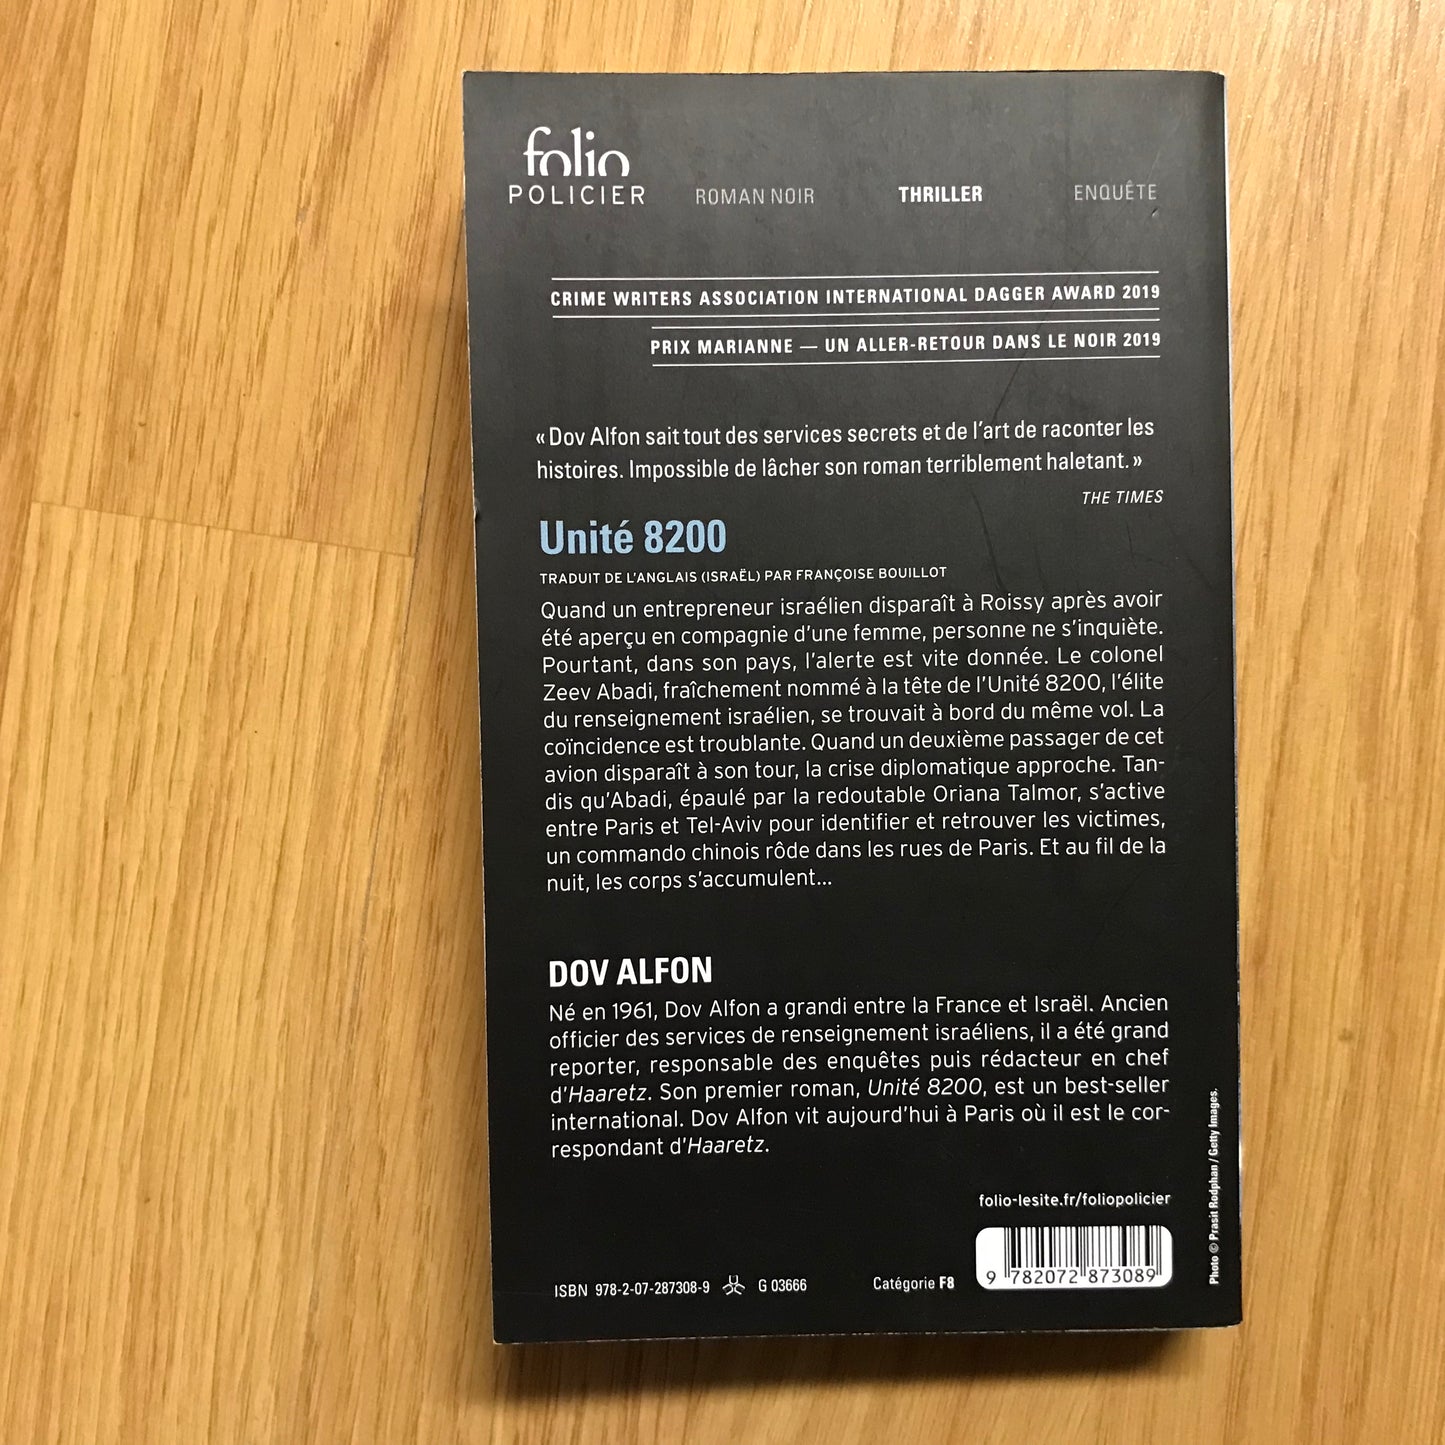 folio
POLICIER ROMAN NOIR THRILLER ENQUÊTE
CRIME WRITERS ASSOCIATION INTERNATIONAL DAGGER AWARD 2019
PRIX MARIANNE — UN ALLER-RETOUR DANS LE NOIR 2019
« Dov Alfon sait tout des services secrets et de l'art de raconter les
histoires. Impossible de lâcher son roman terriblement haletant. »
THE TIMES
Unité 8200
TRADUIT DE L'ANGLAIS (ISRAËL) PAR FRANÇOISE BOUILLOT
Quand un entrepreneur israélien disparaît à Roissy après avoir
été aperçu en compagnie d'une femme, personne ne s'inquiète.
Pourtant, dans son pays, l'alerte est vite donnée. Le colonel
Zeev Abadi, fraîchement nommé à la tête de l'Unité 8200, l'élite
du renseignement israélien, se trouvait à bord du même vol. La
coïncidence est troublante. Quand un deuxième passager de cet
avion disparaît à son tour, la crise diplomatique approche. Tan-
dis qu'Abadi, épaulé par la redoutable Oriana Talmor, s'active
entre Paris et Tel-Aviv pour identifier et retrouver les victimes,
un commando chinois rôde dans les rues de Paris. Et au fil de la
nuit, les corps s'accumulent...
DOV ALFON
Né en 1961, Dov Alfon a grandi entre la France et Israël. Ancien
officier des services de renseignement israéliens, il a été grand
reporter, responsable des enquêtes puis rédacteur en chef
d'Haaretz. Son premier roman, Unité 8200, est un best-seller
international. Dov Alfon vit aujourd'hui à Paris où il est le cor-
respondant d'Haaretz.
folio-lesite.fr/foliopolicier
ISBN 978-2-07-287308-9 G 03666 Catégorie F8
9 782072 873089
Photo © Prasit Rodphan / Getty Images.